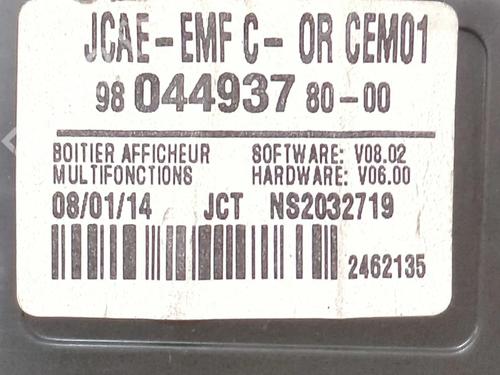 JCAE-EMF C- OR CEM01
98 044937 80-00
BOITIER AFFICHEUR SOFTWARE: V08.02
MULTIFONCTIONS HARDWARE: V06.00
08/01/14 JCT NS2032719
2462135